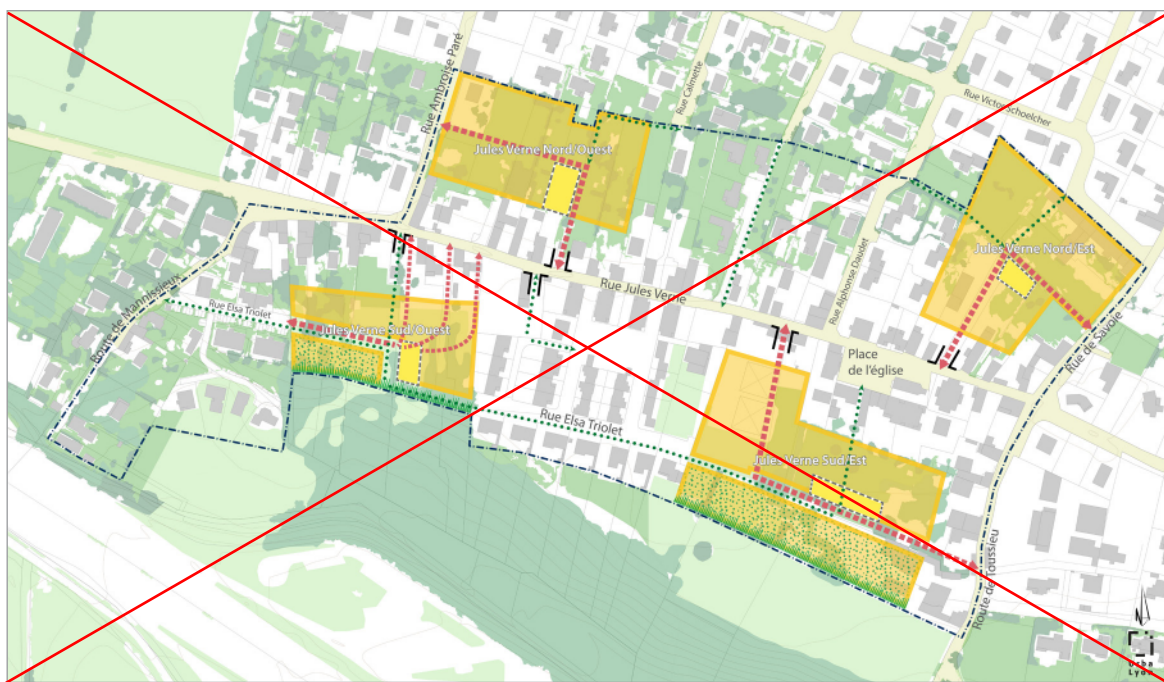 Rue Ambroise Paré
Rue Calmette
Rue Victor Schoelcher
Jules Verne Nord/Ouest
Rue Alphonse Daudet
Jules Verne Nord/Est
Route de Mannissieux
Rue Jules Verne
Rue Elsa Triolet
Jules Verne Sud/Ouest
Rue de Savoie
Place
de l'église
Rue Elsa Triolet
Jules Verne Sud/Est
Route de Toussieu
N
Urba
Lyon